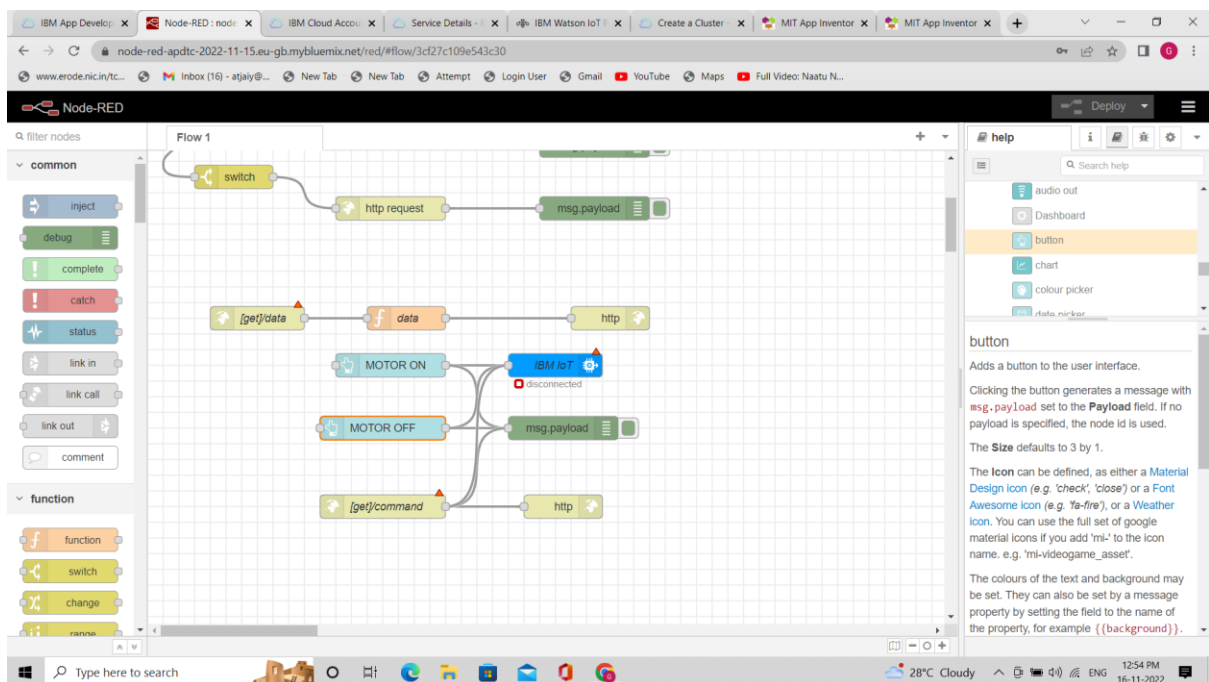 IBM App Develop
Node-RED : node
IBM Cloud Accou
Service Details - I
IBM Watson IoT P
Create a Cluster -
MIT App Inventor
MIT App Inventor
node-red-apdtc-2022-11-15.eu-gb.mybluemix.net/red/#flow/3cf27c109e543c30
G
www.erode.nic.in/tc...
Inbox (16) - atjaiy@...
New Tab
New Tab
Attempt
Login User
Gmail
YouTube
Maps
Full Video: Naatu N...
Node-RED
Deploy
filter nodes
common
inject
debug
complete
catch
status
link in
link call
link out
comment
function
function
switch
change
range
Flow 1
switch
http request
msg.payload
[get]/data
data
http
MOTOR ON
IBM IoT
disconnected
MOTOR OFF
msg.payload
[get]/command
http
help
i
Search help
audio out
Dashboard
button
chart
colour picker
date picker
button
Adds a button to the user interface.
Clicking the button generates a message with
msg.payload set to the Payload field. If no
payload is specified, the node id is used.
The Size defaults to 3 by 1.
The Icon can be defined, as either a Material
Design icon (e.g. 'check', 'close') or a Font
Awesome icon (e.g. 'fa-fire'), or a Weather
icon. You can use the full set of google
material icons if you add 'mi-' to the icon
name. e.g. 'mi-videogame_asset'.
The colours of the text and background may
be set. They can also be set by a message
property by setting the field to the name of
the property, for example {{background}}.
Type here to search
28°C Cloudy
ENG
12:54 PM
16-11-2022